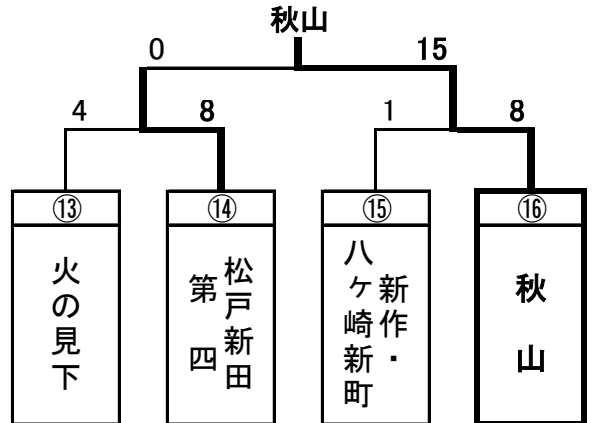 秋山
0 15
4 8 1 8
⑬ ⑭ ⑮ ⑯
火の見下
松戸新田
第四
新作・
八ヶ崎新町
秋山